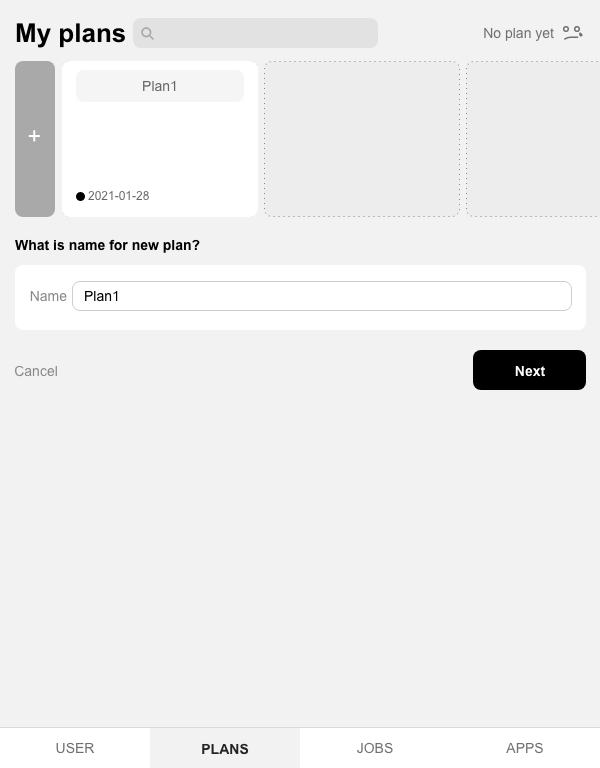 My plans
No plan yet
+
Plan1
2021-01-28
What is name for new plan?
Name Plan1
Cancel
Next
USER PLANS JOBS APPS